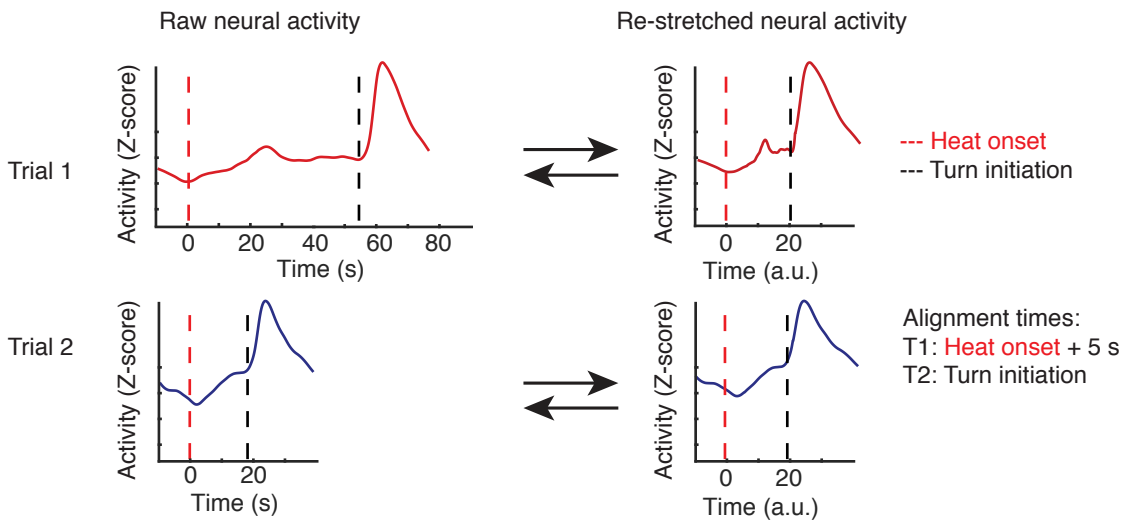 Raw neural activity
Re-stretched neural activity
Trial 1
Activity (Z-score)
0 20 40 60 80
Time (s)
Activity (Z-score)
0 20
Time (a.u.)
--- Heat onset
--- Turn initiation
Trial 2
Activity (Z-score)
0 20
Time (s)
Activity (Z-score)
0 20
Time (a.u.)
Alignment times:
T1: Heat onset + 5 s
T2: Turn initiation